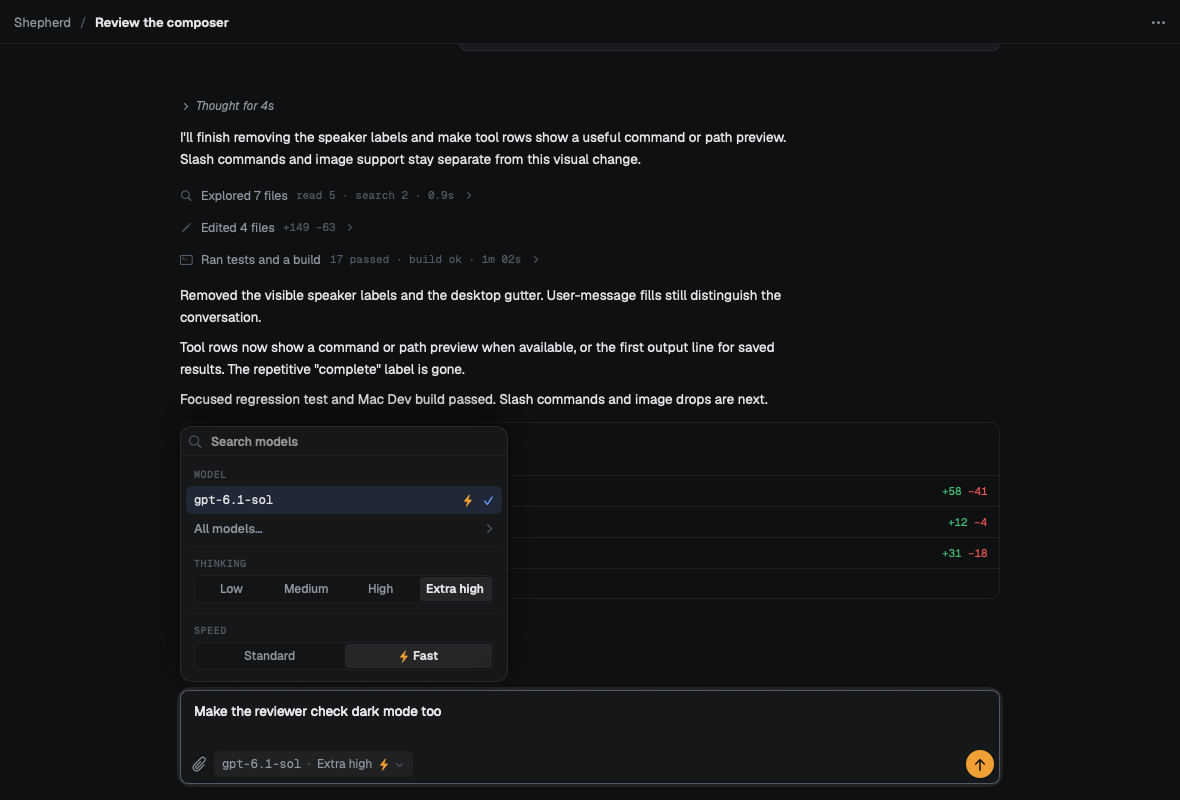 Shepherd / Review the composer
Thought for 4s
I'll finish removing the speaker labels and make tool rows show a useful command or path preview.
Slash commands and image support stay separate from this visual change.
Explored 7 files read 5 · search 2 · 0.9s
Edited 4 files +149 −63
Ran tests and a build 17 passed · build ok · 1m 02s
Removed the visible speaker labels and the desktop gutter. User-message fills still distinguish the
conversation.
Tool rows now show a command or path preview when available, or the first output line for saved
results. The repetitive "complete" label is gone.
Focused regression test and Mac Dev build passed. Slash commands and image drops are next.
Search models
MODEL
gpt-6.1-sol
All models...
THINKING
Low Medium High Extra high
SPEED
Standard Fast
+58 −41
+12 −4
+31 −18
Make the reviewer check dark mode too
gpt-6.1-sol · Extra high